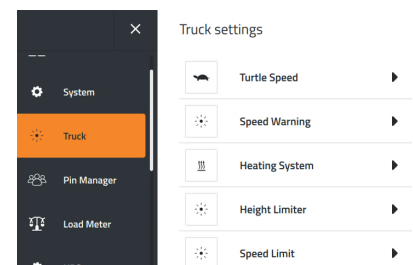 Truck settings
System
Truck
Pin Manager
Load Meter
Turtle Speed
Speed Warning
Heating System
Height Limiter
Speed Limit